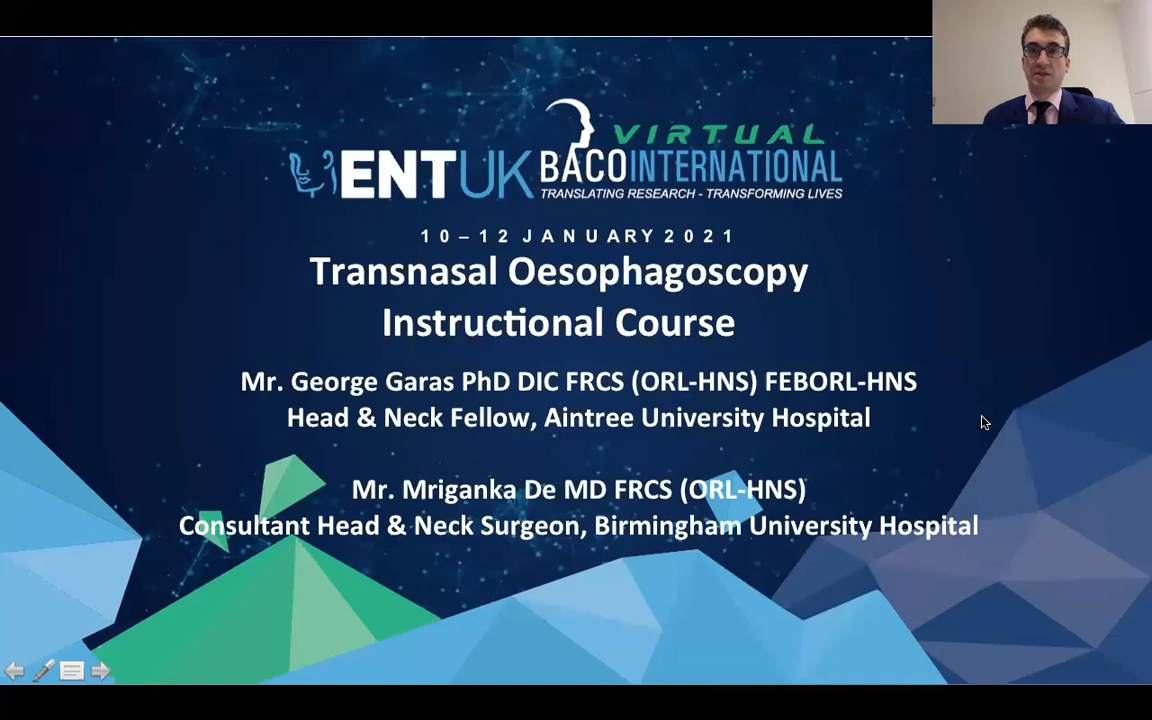 VIRTUAL
ENTUK BACOINTERNATIONAL
TRANSLATING RESEARCH - TRANSFORMING LIVES
10–12 JANUARY 2021
Transnasal Oesophagoscopy
Instructional Course
Mr. George Garas PhD DIC FRCS (ORL-HNS) FEBORL-HNS
Head & Neck Fellow, Aintree University Hospital
Mr. Mriganka De MD FRCS (ORL-HNS)
Consultant Head & Neck Surgeon, Birmingham University Hospital